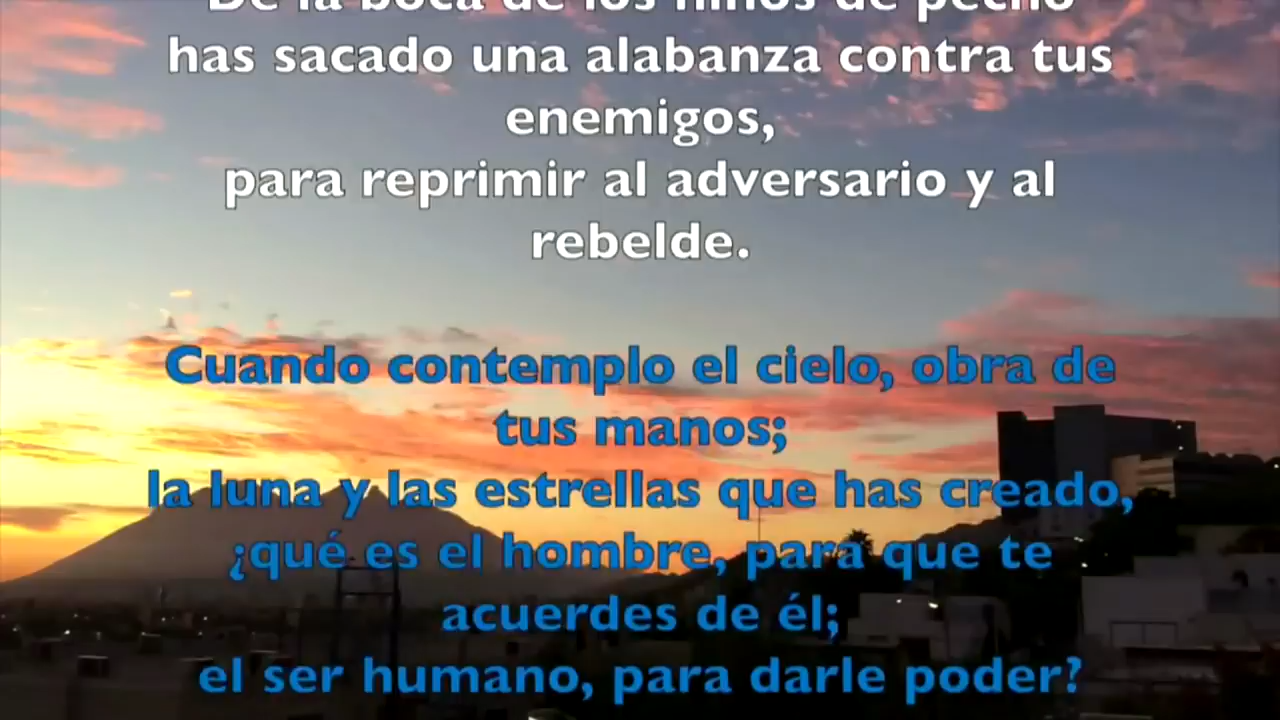 De la boca de los niños de pecho
has sacado una alabanza contra tus
enemigos,
para reprimir al adversario y al
rebelde.
Cuando contemplo el cielo, obra de
tus manos;
la luna y las estrellas que has creado,
¿qué es el hombre, para que te
acuerdes de él;
el ser humano, para darle poder?